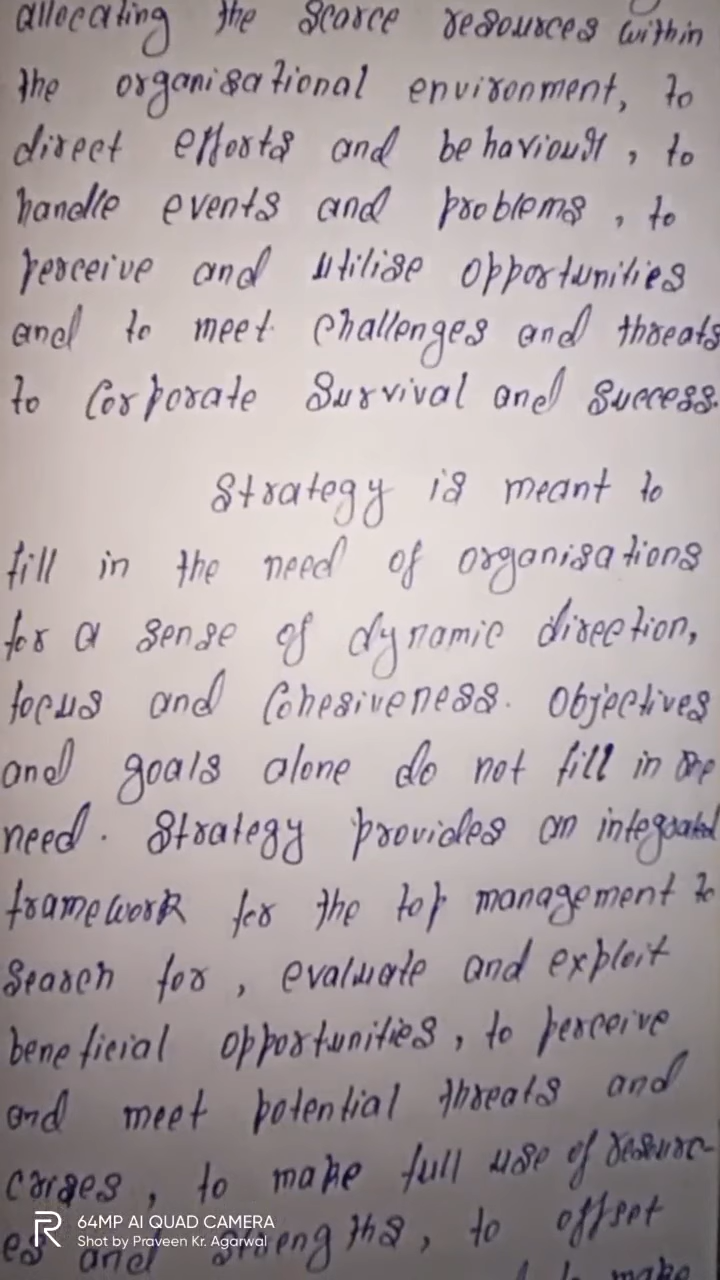 allocating the scarce resources within
the organisational environment, to
direct efforts and behaviour, to
handle events and problems, to
perceive and utilise opportunities
and to meet challenges and threats
to corporate survival and success.
Strategy is meant to
fill in the need of organisations
for a sense of dynamic direction,
focus and cohesiveness. Objectives
and goals alone do not fill in the
need. Strategy provides an integrated
framework for the top management to
search for, evaluate and exploit
beneficial opportunities, to perceive
and meet potential threats and
crises, to make full use of resourc-
es and strengths, to offset
to make
64MP AI QUAD CAMERA
Shot by Praveen Kr. Agarwal